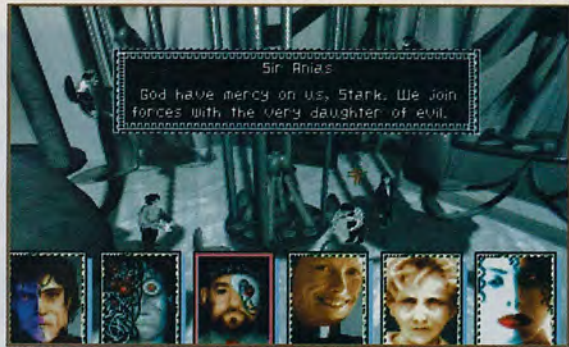 Sir Anias
God have mercy on us, Stark. We join
forces with the very daughter of evil.